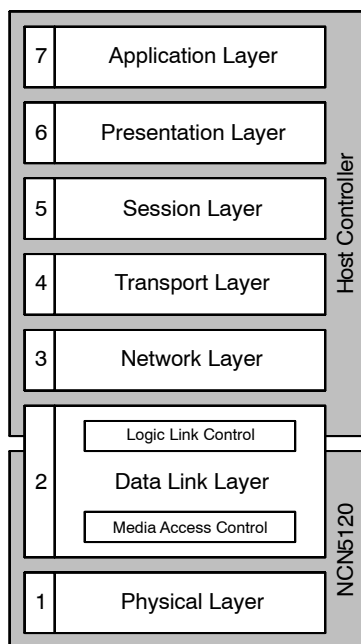 7 Application Layer
6 Presentation Layer
5 Session Layer
4 Transport Layer
3 Network Layer
Host Controller
Logic Link Control
2 Data Link Layer
Media Access Control
1 Physical Layer
NCN5120